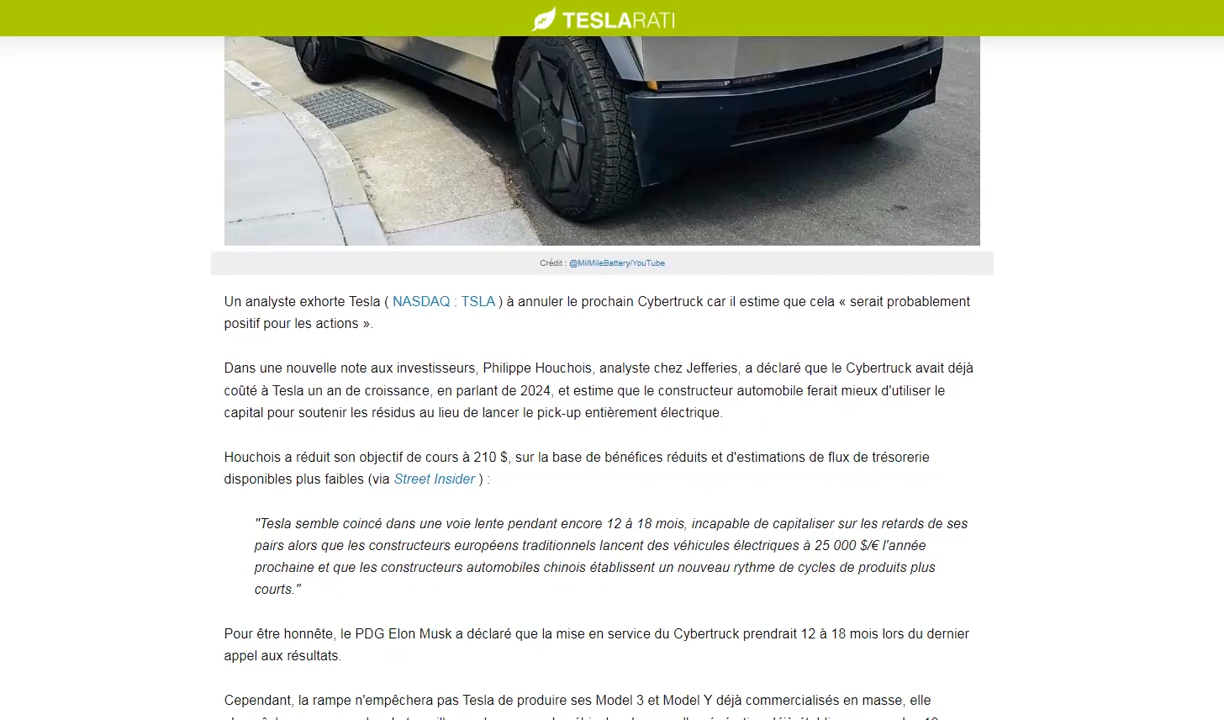 TESLARATI
Crédit : @MilMileBattery/YouTube
Un analyste exhorte Tesla ( NASDAQ : TSLA ) à annuler le prochain Cybertruck car il estime que cela « serait probablement
positif pour les actions ».
Dans une nouvelle note aux investisseurs, Philippe Houchois, analyste chez Jefferies, a déclaré que le Cybertruck avait déjà
coûté à Tesla un an de croissance, en parlant de 2024, et estime que le constructeur automobile ferait mieux d'utiliser le
capital pour soutenir les résidus au lieu de lancer le pick-up entièrement électrique.
Houchois a réduit son objectif de cours à 210 $, sur la base de bénéfices réduits et d'estimations de flux de trésorerie
disponibles plus faibles (via Street Insider ) :
"Tesla semble coincé dans une voie lente pendant encore 12 à 18 mois, incapable de capitaliser sur les retards de ses
pairs alors que les constructeurs européens traditionnels lancent des véhicules électriques à 25 000 $/€ l'année
prochaine et que les constructeurs automobiles chinois établissent un nouveau rythme de cycles de produits plus
courts."
Pour être honnête, le PDG Elon Musk a déclaré que la mise en service du Cybertruck prendrait 12 à 18 mois lors du dernier
appel aux résultats.
Cependant, la rampe n'empêchera pas Tesla de produire ses Model 3 et Model Y déjà commercialisés en masse, elle